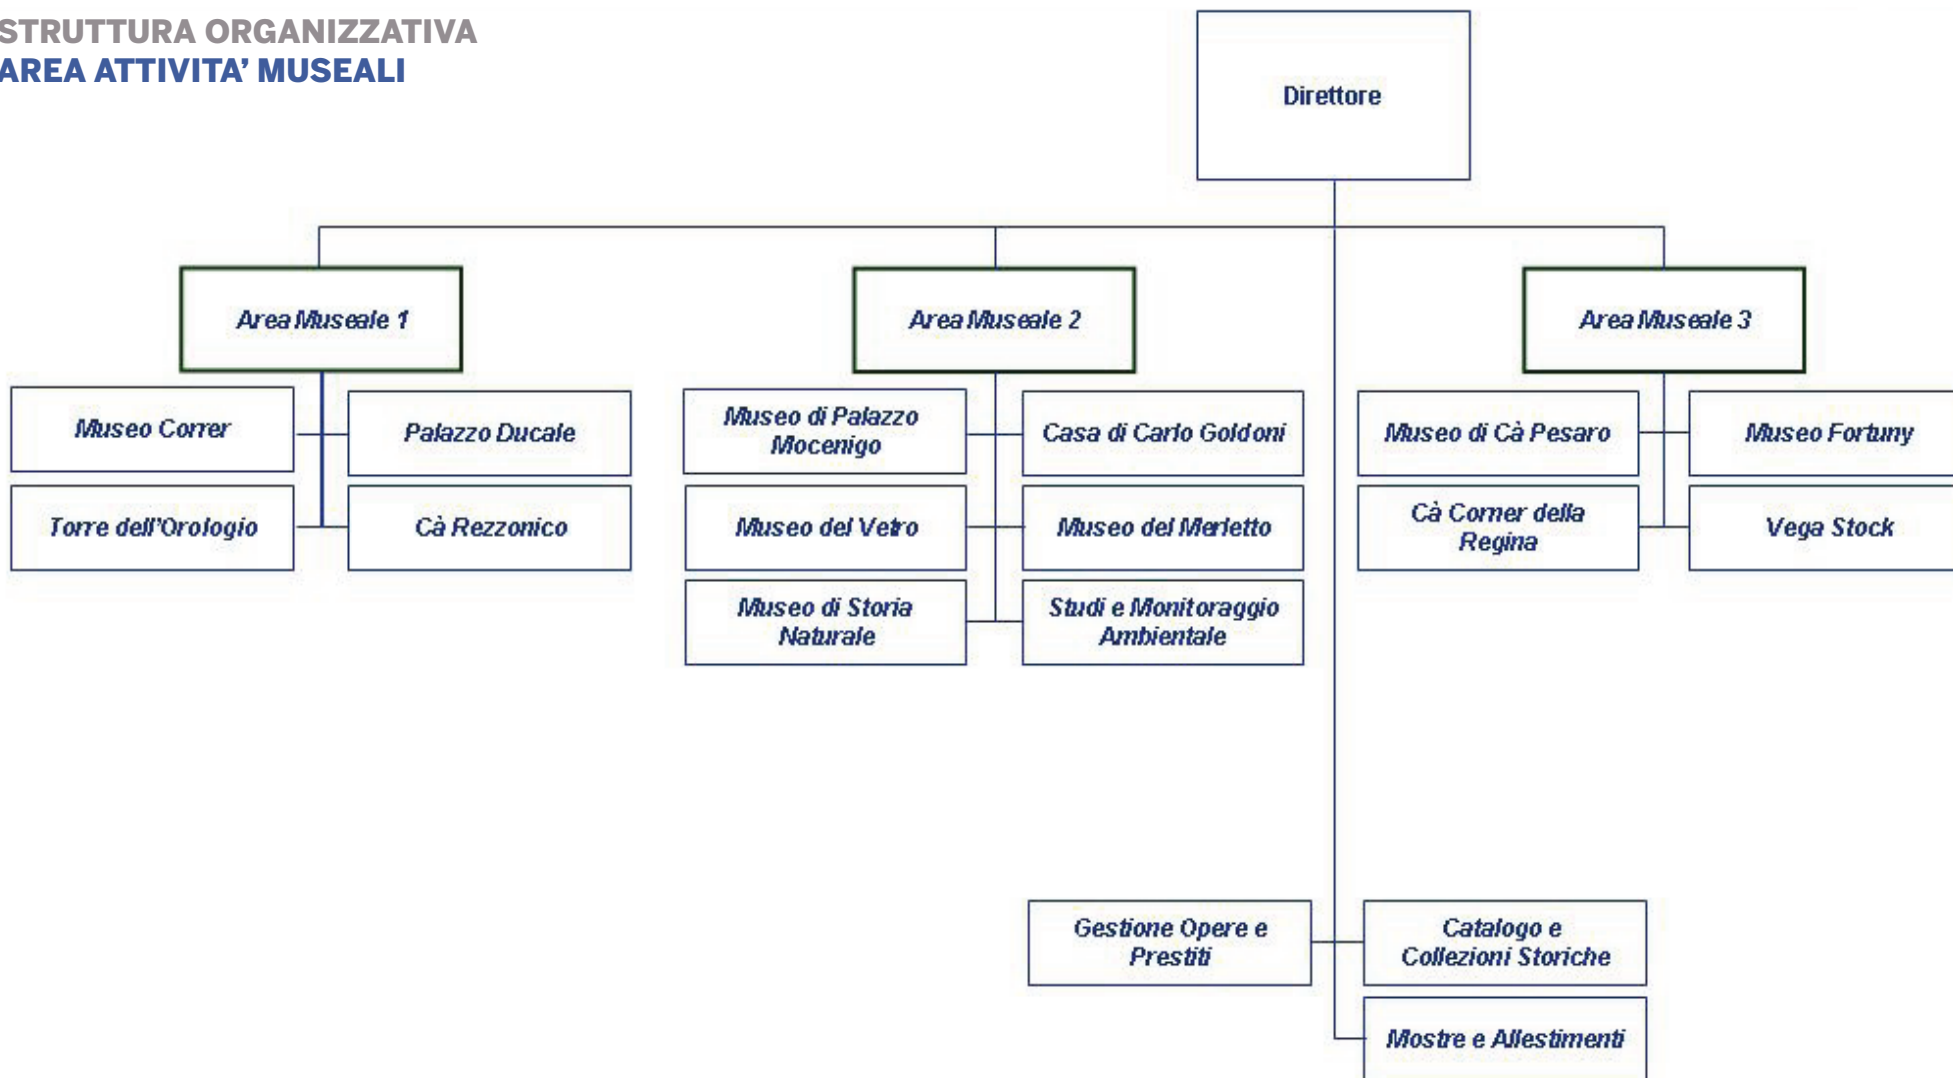 STRUTTURA ORGANIZZATIVA
AREA ATTIVITA' MUSEALI
Direttore
Area Museale 1
Area Museale 2
Area Museale 3
Museo Correr
Palazzo Ducale
Torre dell'Orologio
Cà Rezzonico
Museo di Palazzo
Mocenigo
Casa di Carlo Goldoni
Museo del Vetro
Museo del Merletto
Museo di Storia
Naturale
Studi e Monitoraggio
Ambientale
Museo di Cà Pesaro
Museo Fortuny
Cà Corner della
Regina
Vega Stock
Gestione Opere e
Prestiti
Catalogo e
Collezioni Storiche
Mostre e Allestimenti